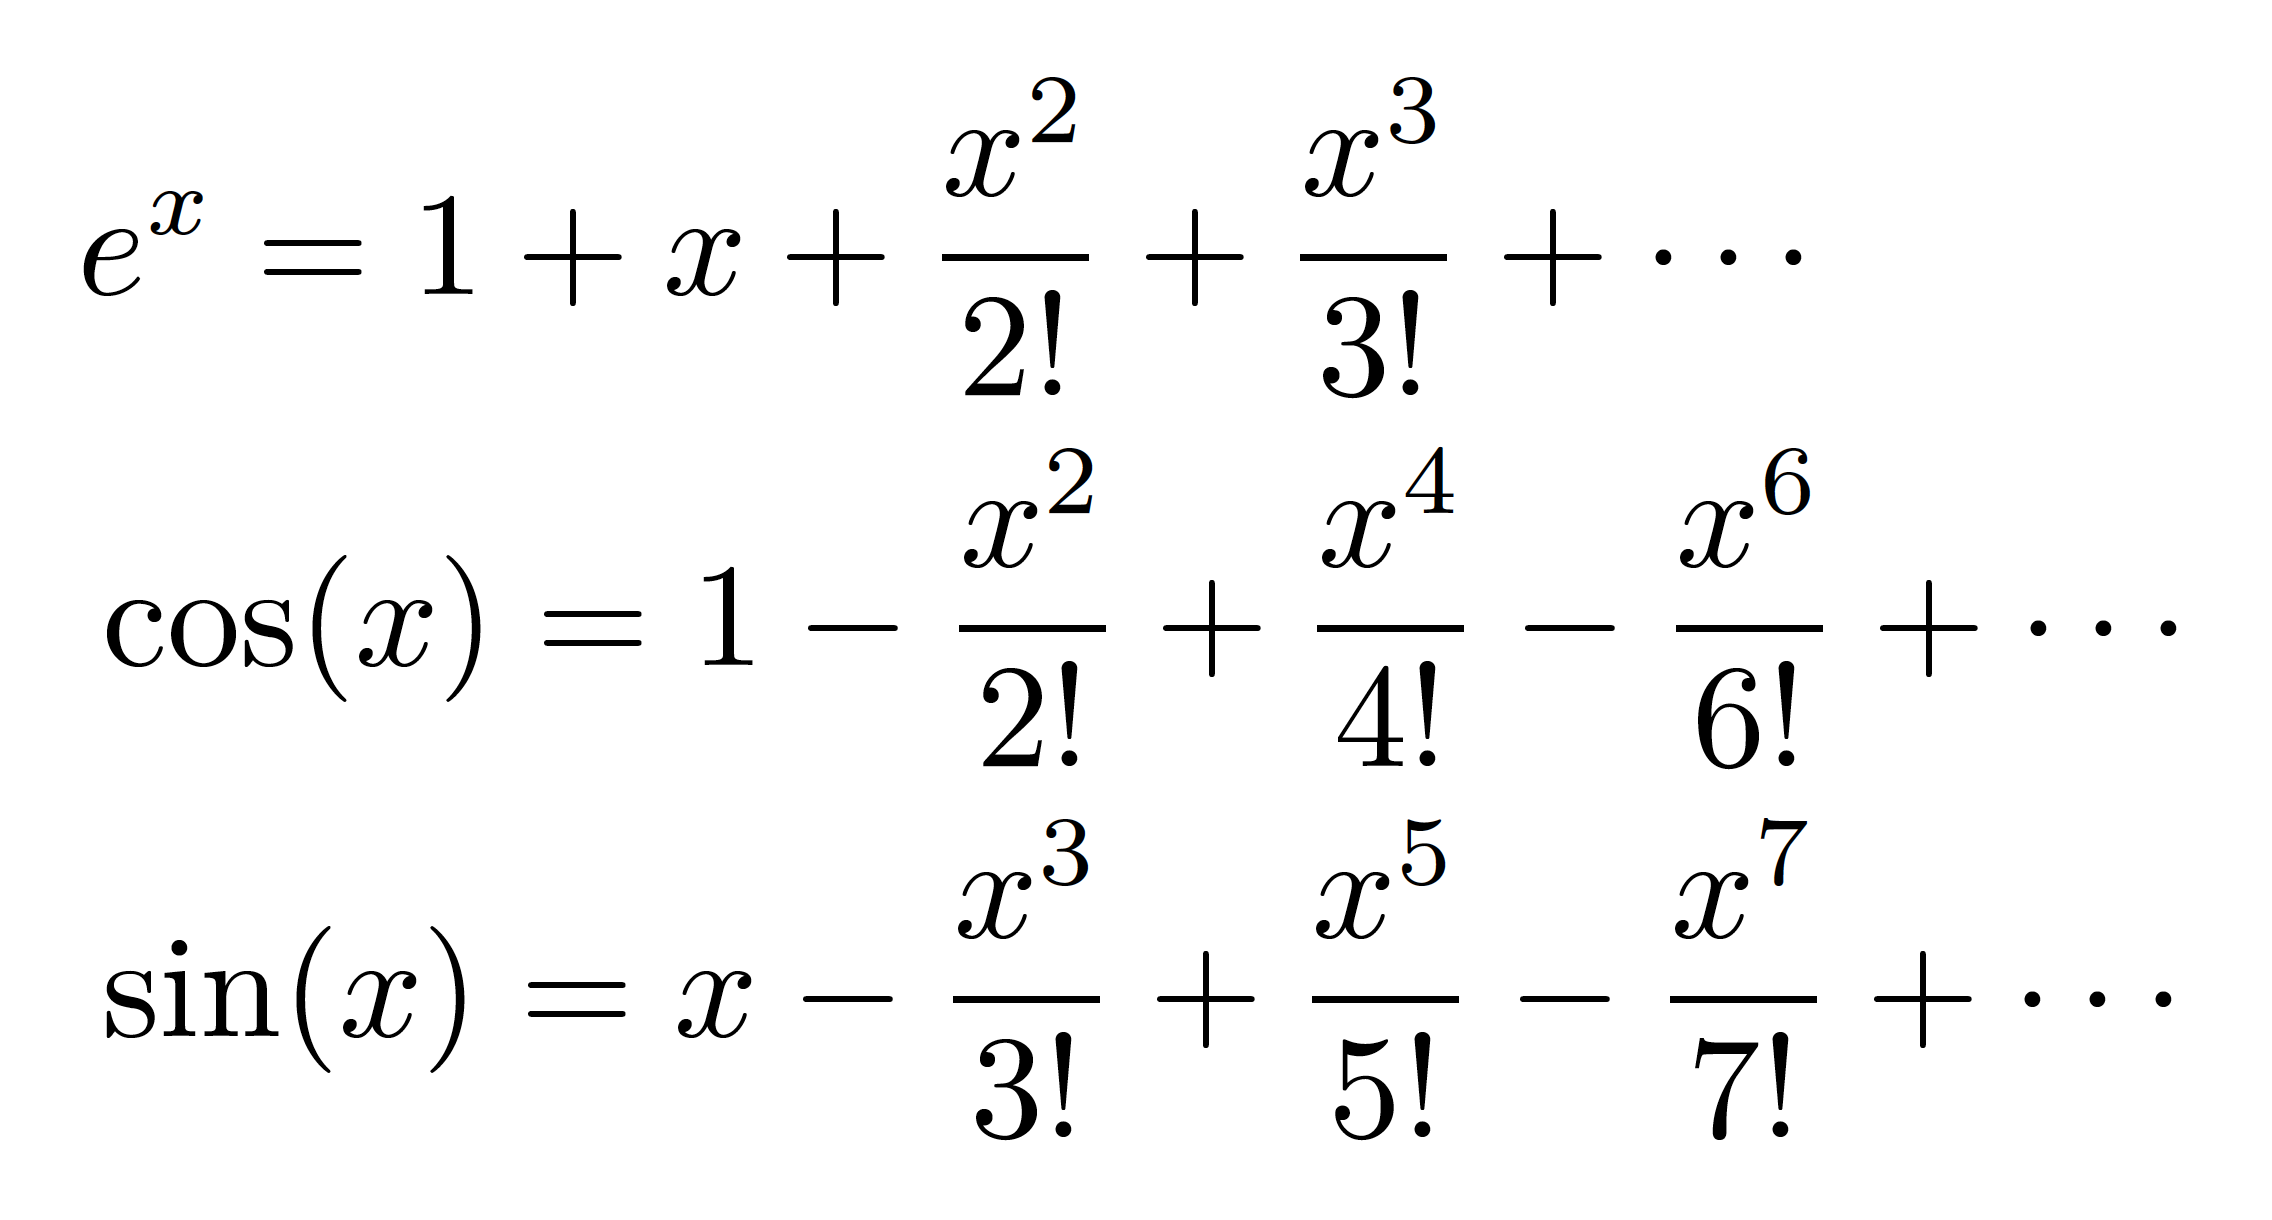 e^x = 1 + x + x^2/2! + x^3/3! + ⋯
cos(x) = 1 − x^2/2! + x^4/4! − x^6/6! + ⋯
sin(x) = x − x^3/3! + x^5/5! − x^7/7! + ⋯